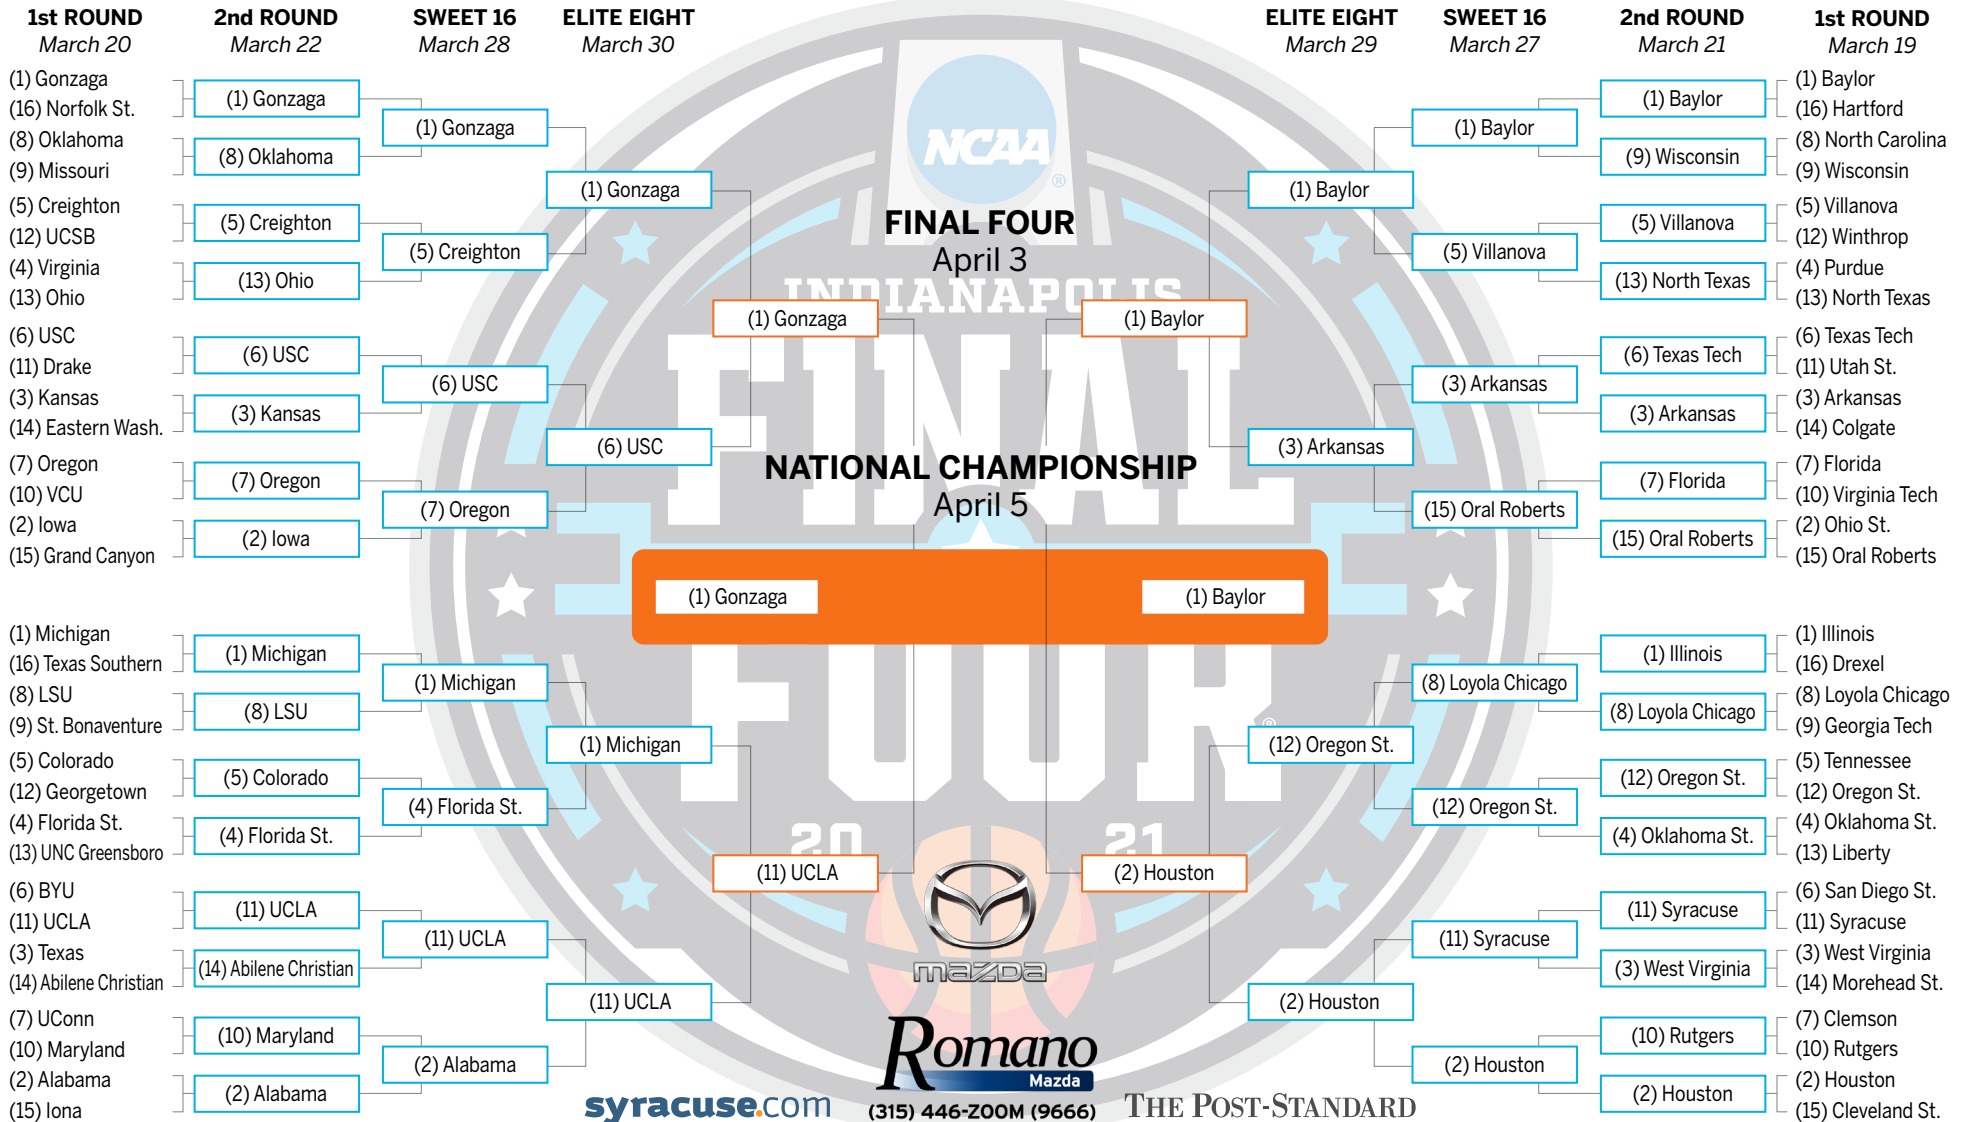 1st ROUND
March 20
2nd ROUND
March 22
SWEET 16
March 28
ELITE EIGHT
March 30
ELITE EIGHT
March 29
SWEET 16
March 27
2nd ROUND
March 21
1st ROUND
March 19
(1) Gonzaga
(16) Norfolk St.
(8) Oklahoma
(9) Missouri
(5) Creighton
(12) UCSB
(4) Virginia
(13) Ohio
(6) USC
(11) Drake
(3) Kansas
(14) Eastern Wash.
(7) Oregon
(10) VCU
(2) Iowa
(15) Grand Canyon
(1) Michigan
(16) Texas Southern
(8) LSU
(9) St. Bonaventure
(5) Colorado
(12) Georgetown
(4) Florida St.
(13) UNC Greensboro
(6) BYU
(11) UCLA
(3) Texas
(14) Abilene Christian
(7) UConn
(10) Maryland
(2) Alabama
(15) Iona
(1) Gonzaga
(8) Oklahoma
(5) Creighton
(13) Ohio
(6) USC
(3) Kansas
(7) Oregon
(2) Iowa
(1) Michigan
(8) LSU
(5) Colorado
(4) Florida St.
(11) UCLA
(14) Abilene Christian
(10) Maryland
(2) Alabama
(1) Gonzaga
(5) Creighton
(6) USC
(7) Oregon
(1) Michigan
(4) Florida St.
(11) UCLA
(2) Alabama
(1) Gonzaga
(6) USC
(1) Michigan
(11) UCLA
(1) Gonzaga
(11) UCLA
NCAA
®
FINAL FOUR
April 3
INDIANAPOLIS
FINAL
NATIONAL CHAMPIONSHIP
April 5
(1) Gonzaga
(1) Baylor
FOUR
®
20
21
mazda
Romano
Mazda
syracuse.com
(315) 446-ZOOM (9666)
THE POST-STANDARD
(1) Baylor
(2) Houston
(1) Baylor
(3) Arkansas
(12) Oregon St.
(2) Houston
(1) Baylor
(5) Villanova
(3) Arkansas
(15) Oral Roberts
(8) Loyola Chicago
(12) Oregon St.
(11) Syracuse
(2) Houston
(1) Baylor
(9) Wisconsin
(5) Villanova
(13) North Texas
(6) Texas Tech
(3) Arkansas
(7) Florida
(15) Oral Roberts
(1) Illinois
(8) Loyola Chicago
(12) Oregon St.
(4) Oklahoma St.
(11) Syracuse
(3) West Virginia
(10) Rutgers
(2) Houston
(1) Baylor
(16) Hartford
(8) North Carolina
(9) Wisconsin
(5) Villanova
(12) Winthrop
(4) Purdue
(13) North Texas
(6) Texas Tech
(11) Utah St.
(3) Arkansas
(14) Colgate
(7) Florida
(10) Virginia Tech
(2) Ohio St.
(15) Oral Roberts
(1) Illinois
(16) Drexel
(8) Loyola Chicago
(9) Georgia Tech
(5) Tennessee
(12) Oregon St.
(4) Oklahoma St.
(13) Liberty
(6) San Diego St.
(11) Syracuse
(3) West Virginia
(14) Morehead St.
(7) Clemson
(10) Rutgers
(2) Houston
(15) Cleveland St.